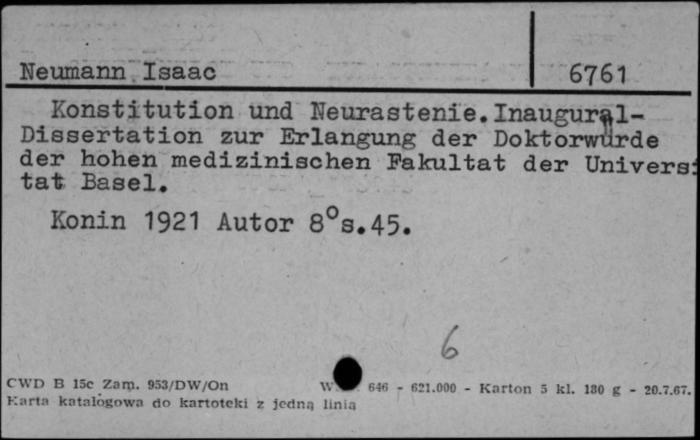 Neumann Isaac 6761
Konstitution und Neurastenie.Inaugural-
Dissertation zur Erlangung der Doktorwurde
der hohen medizinischen Fakultat der Universi
tat Basel.
Konin 1921 Autor 8°s.45.
6
CWD B 15c Zam. 953/DW/On 646 - 621.000 - Karton 5 kl. 180 g - 20.7.67.
Karta katalogowa do kartoteki z jedną linią